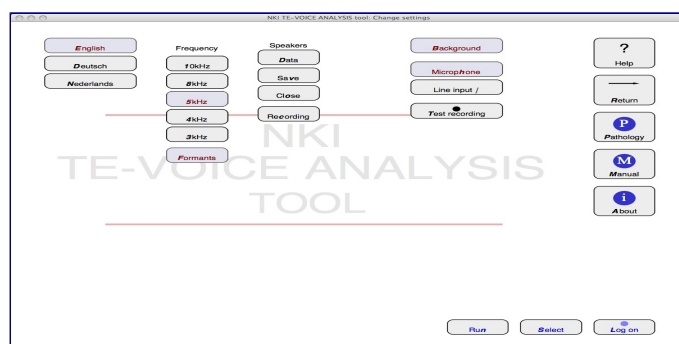 NKI TE-VOICE ANALYSIS tool: Change settings
English
Deutsch
Nederlands
Frequency
10kHz
8kHz
5kHz
4kHz
3kHz
Formants
Speakers
Data
Save
Close
Recording
Background
Microphone
Line input /
Test recording
?
Help
Return
P
Pathology
M
Manual
i
About
NKI
TE-VOICE ANALYSIS
TOOL
Run
Select
Log on